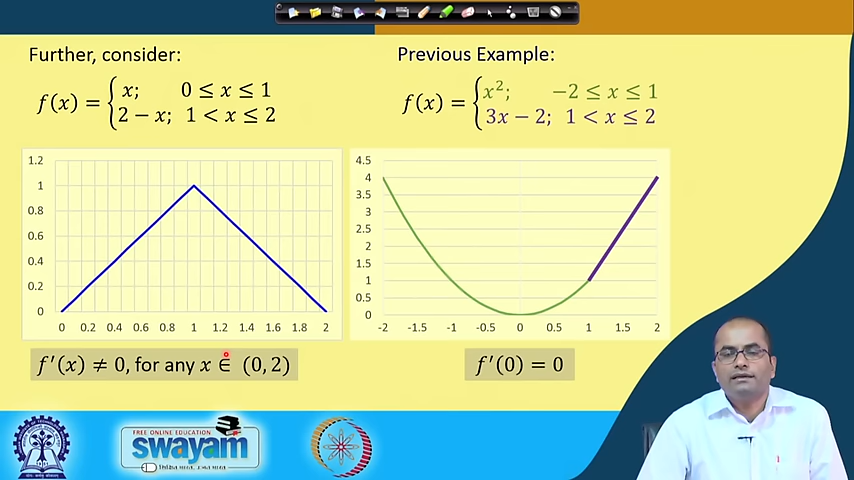 Further, consider:
f(x) = { x; 0 ≤ x ≤ 1
2 − x; 1 < x ≤ 2
Previous Example:
f(x) = { x²; −2 ≤ x ≤ 1
3x − 2; 1 < x ≤ 2
1.2
1
0.8
0.6
0.4
0.2
0
0 0.2 0.4 0.6 0.8 1 1.2 1.4 1.6 1.8 2
4.5
4
3.5
3
2.5
2
1.5
1
0.5
0
-2 -1.5 -1 -0.5 0 0.5 1 1.5 2
f′(x) ≠ 0, for any x ∈ (0, 2)
f′(0) = 0
FREE ONLINE EDUCATION
swayam